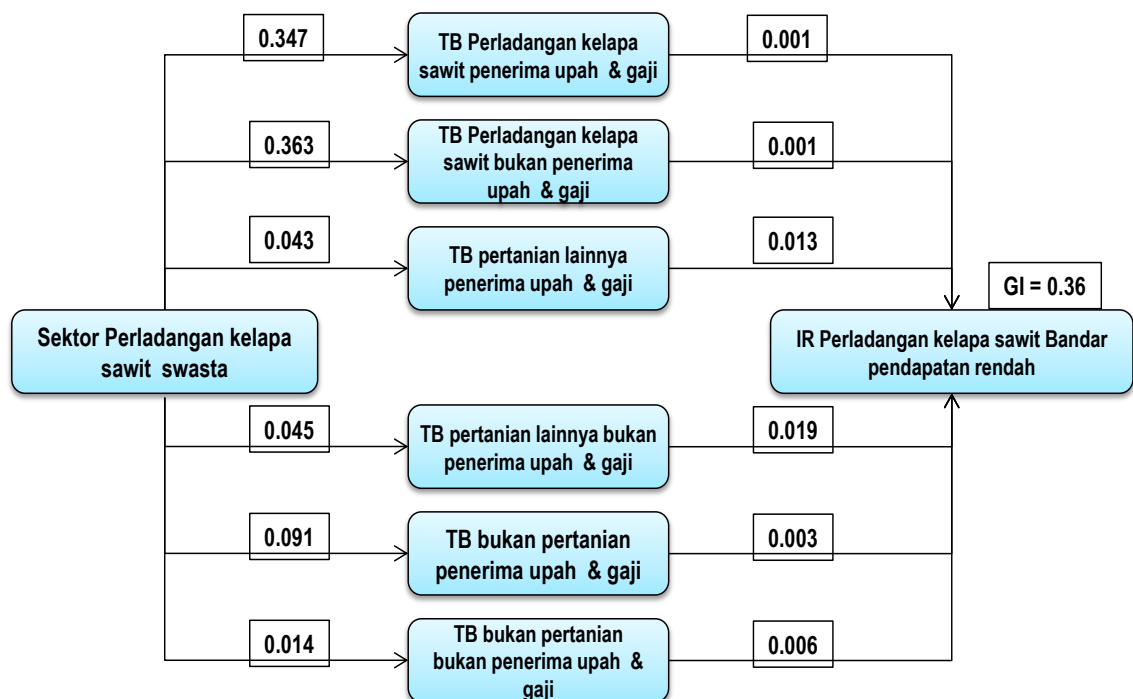 0.347
TB Perladangan kelapa
sawit penerima upah & gaji
0.001
0.363
TB Perladangan kelapa
sawit bukan penerima
upah & gaji
0.001
0.043
TB pertanian lainnya
penerima upah & gaji
0.013
GI = 0.36
Sektor Perladangan kelapa
sawit swasta
IR Perladangan kelapa sawit Bandar
pendapatan rendah
0.045
TB pertanian lainnya bukan
penerima upah & gaji
0.019
0.091
TB bukan pertanian
penerima upah & gaji
0.003
0.014
TB bukan pertanian
bukan penerima upah &
gaji
0.006